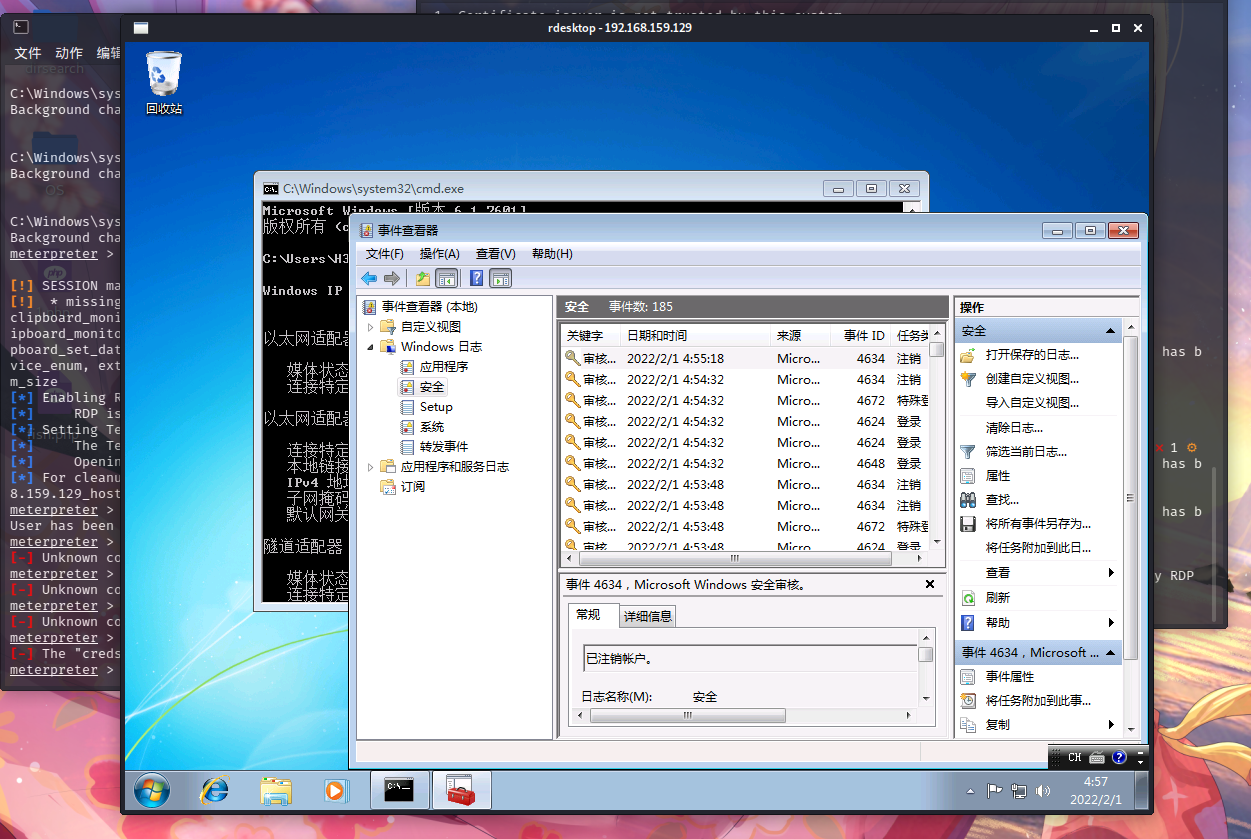 1. Certificate issuer is not trusted by this system
rdesktop - 192.168.159.129
文件 动作 编辑
dirsearch
C:\Windows\sys
Background cha
C:\Windows\sys
Background cha
OS
C:\Windows\sys
Background cha
meterpreter >
[!] SESSION ma
[!] * missing
clipboard_moni
ipboard_monito
pboard_set_dat
vice_enum, ext
m_size
[*] Enabling R
[*] RDP is
[*] Setting Te
[*] The Te
[*] Openin
[*] For cleanu
8.159.129_host
meterpreter >
User has been
meterpreter >
[-] Unknown co
meterpreter >
[-] Unknown co
meterpreter >
[-] Unknown co
meterpreter >
[-] The "creds
meterpreter >
回收站
C:\Windows\system32\cmd.exe
Microsoft Windows [版本 6.1.7601]
版权所有 (c
C:\Users\H3
Windows IP
以太网适配器
媒体状态
连接特定
以太网适配器
连接特定
本地链接
IPv4 地址
子网掩码
默认网关
隧道适配器
媒体状态
连接特定
事件查看器
文件(F) 操作(A) 查看(V) 帮助(H)
事件查看器 (本地)
自定义视图
Windows 日志
应用程序
安全
Setup
系统
转发事件
应用程序和服务日志
订阅
安全 事件数: 185
关键字 日期和时间 来源 事件 ID 任务类
审核... 2022/2/1 4:55:18 Micro... 4634 注销
审核... 2022/2/1 4:54:32 Micro... 4634 注销
审核... 2022/2/1 4:54:32 Micro... 4672 特殊登
审核... 2022/2/1 4:54:32 Micro... 4624 登录
审核... 2022/2/1 4:54:32 Micro... 4624 登录
审核... 2022/2/1 4:54:32 Micro... 4648 登录
审核... 2022/2/1 4:53:48 Micro... 4634 注销
审核... 2022/2/1 4:53:48 Micro... 4634 注销
审核... 2022/2/1 4:53:48 Micro... 4672 特殊登
审核... 2022/2/1 4:53:48 Micro... 4624 登录
事件 4634，Microsoft Windows 安全审核。
常规 详细信息
已注销帐户。
日志名称(M): 安全
操作
安全
打开保存的日志...
创建自定义视图...
导入自定义视图...
清除日志...
筛选当前日志...
属性
查找...
将所有事件另存为...
将任务附加到此日...
查看
刷新
帮助
事件 4634，Microsoft ...
事件属性
将任务附加到此事...
复制
has b
1
has b
has b
y RDP
CH
4:57
2022/2/1